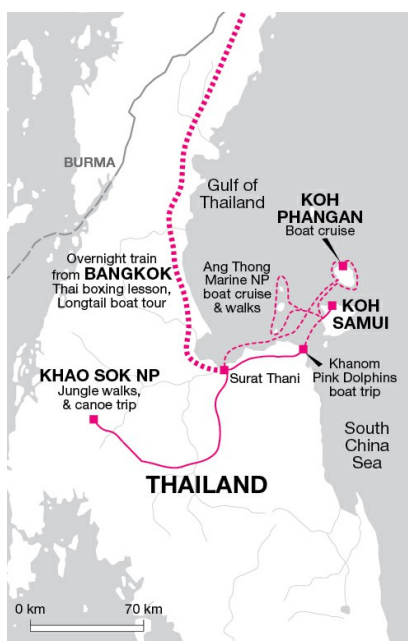 BURMA
Gulf of
Thailand
KOH
PHANGAN
Boat cruise
Overnight train
from BANGKOK
Thai boxing lesson,
Longtail boat tour
Ang Thong
Marine NP
boat cruise
& walks
KOH
SAMUI
KHAO SOK NP
Jungle walks,
& canoe trip
Surat Thani
Khanom
Pink Dolphins
boat trip
South
China
Sea
THAILAND
0 km 70 km